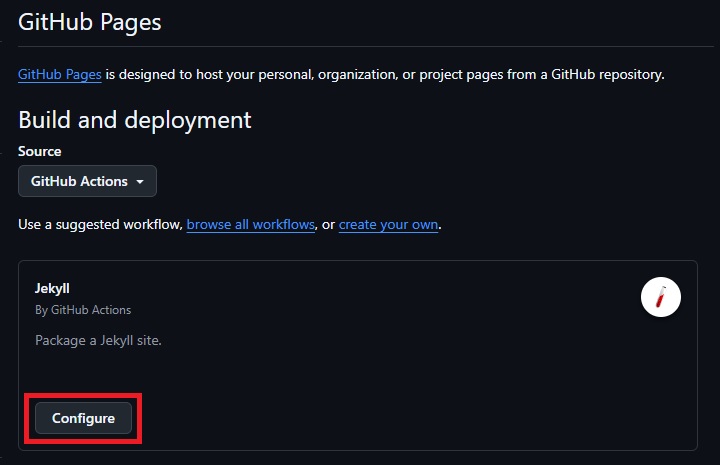 GitHub Pages
GitHub Pages is designed to host your personal, organization, or project pages from a GitHub repository.
Build and deployment
Source
GitHub Actions
Use a suggested workflow, browse all workflows, or create your own.
Jekyll
By GitHub Actions
Package a Jekyll site.
Configure